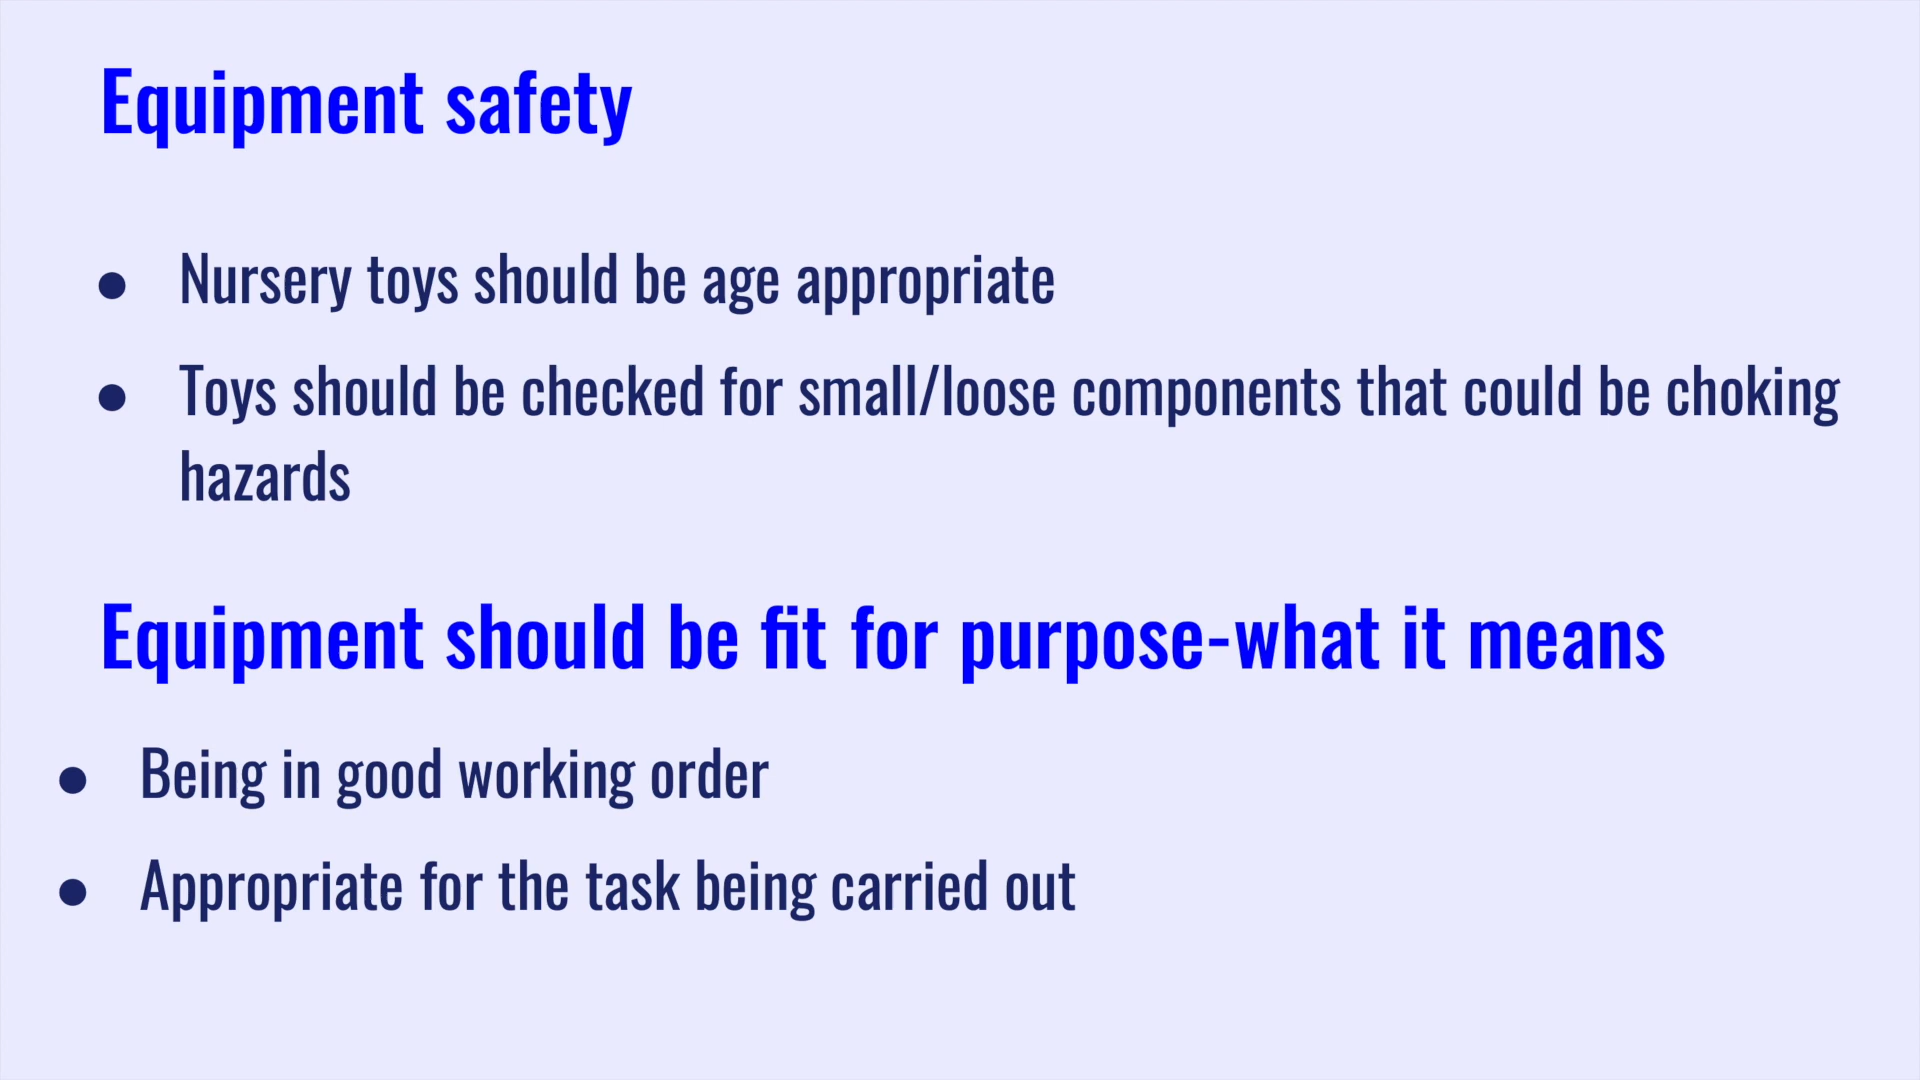 Equipment safety
● Nursery toys should be age appropriate
● Toys should be checked for small/loose components that could be choking
hazards
Equipment should be fit for purpose-what it means
● Being in good working order
● Appropriate for the task being carried out